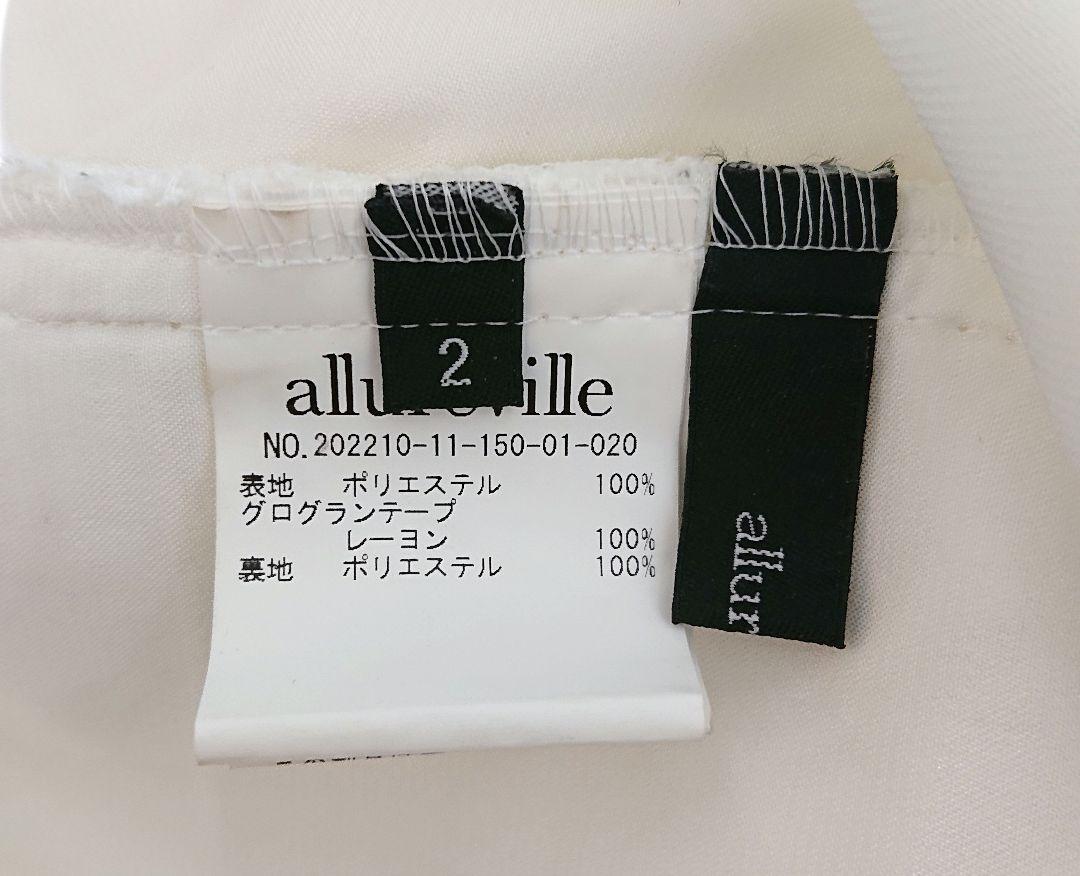 2
allureville
NO.202210-11-150-01-020
表地 ポリエステル 100%
グログランテープ
レーヨン 100%
裏地 ポリエステル 100%
allur